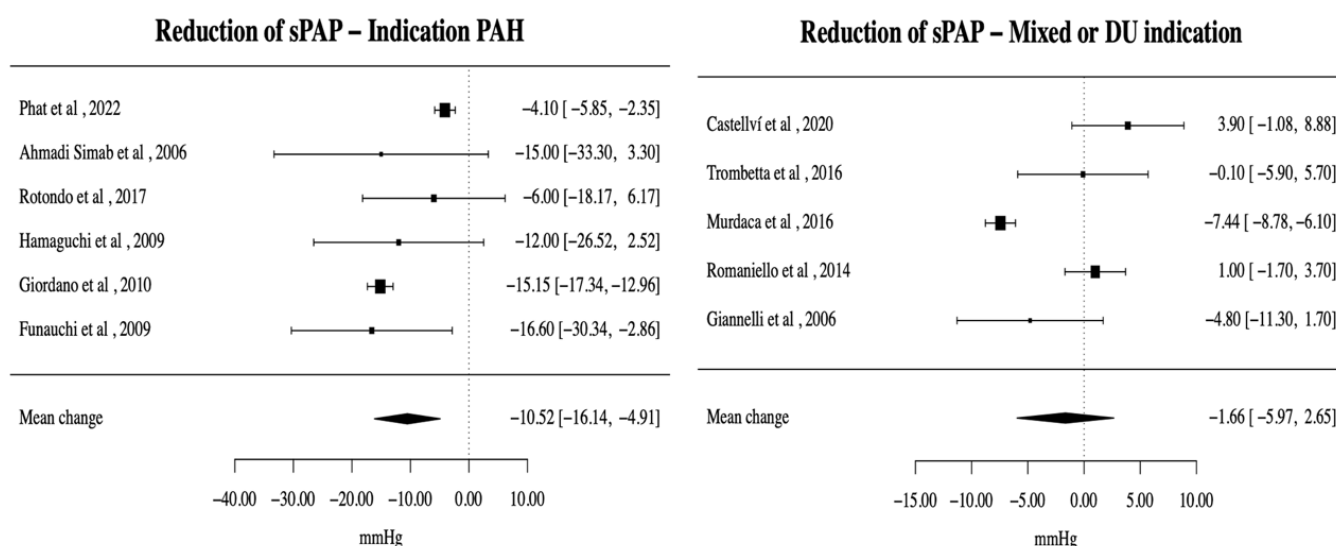 Reduction of sPAP – Indication PAH
Phat et al , 2022 −4.10 [ −5.85, −2.35]
Ahmadi Simab et al , 2006 −15.00 [−33.30, 3.30]
Rotondo et al , 2017 −6.00 [−18.17, 6.17]
Hamaguchi et al , 2009 −12.00 [−26.52, 2.52]
Giordano et al , 2010 −15.15 [−17.34, −12.96]
Funauchi et al , 2009 −16.60 [−30.34, −2.86]
Mean change −10.52 [−16.14, −4.91]
−40.00 −30.00 −20.00 −10.00 0.00 10.00
mmHg
Reduction of sPAP – Mixed or DU indication
Castellví et al , 2020 3.90 [ −1.08, 8.88]
Trombetta et al , 2016 −0.10 [ −5.90, 5.70]
Murdaca et al , 2016 −7.44 [ −8.78, −6.10]
Romaniello et al , 2014 1.00 [ −1.70, 3.70]
Giannelli et al , 2006 −4.80 [−11.30, 1.70]
Mean change −1.66 [ −5.97, 2.65]
−15.00 −10.00 −5.00 0.00 5.00 10.00
mmHg